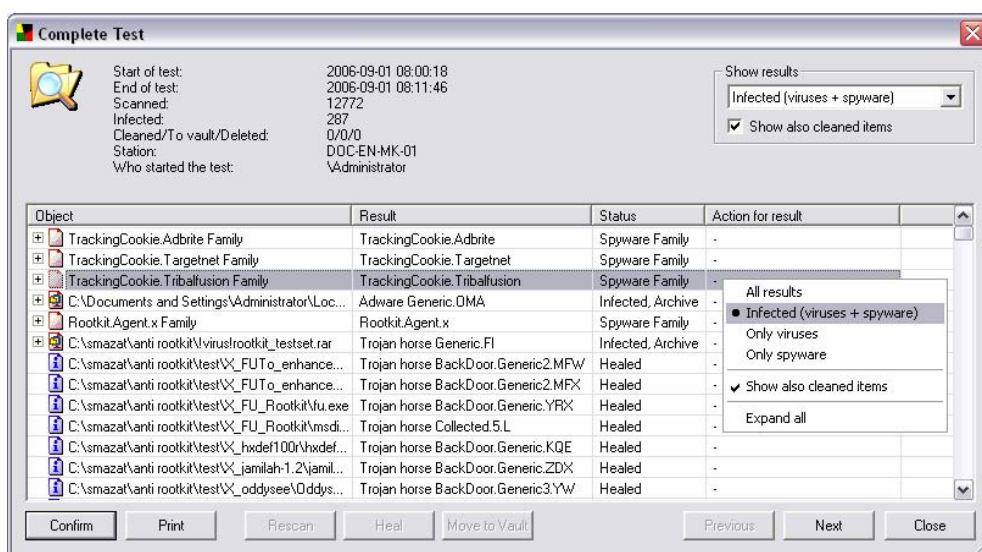 Complete Test
Start of test: 2006-09-01 08:00:18
End of test: 2006-09-01 08:11:46
Scanned: 12772
Infected: 287
Cleaned/To vault/Deleted: 0/0/0
Station: DOC-EN-MK-01
Who started the test: \Administrator
Show results
Infected (viruses + spyware)
Show also cleaned items
Object Result Status Action for result
TrackingCookie.Adbrite Family TrackingCookie.Adbrite Spyware Family -
TrackingCookie.Targetnet Family TrackingCookie.Targetnet Spyware Family -
TrackingCookie.Tribalfusion Family TrackingCookie.Tribalfusion Spyware Family -
C:\Documents and Settings\Administrator\Loc... Adware Generic.OMA Infected, Archive -
Rootkit.Agent.x Family Rootkit.Agent.x Spyware Family -
C:\smazat\anti rootkit\!virus!rootkit_testset.rar Trojan horse Generic.FI Infected, Archive -
C:\smazat\anti rootkit\test\X_FUTo_enhance... Trojan horse BackDoor.Generic2.MFW Healed -
C:\smazat\anti rootkit\test\X_FUTo_enhance... Trojan horse BackDoor.Generic2.MFX Healed -
C:\smazat\anti rootkit\test\X_FU_Rootkit\fu.exe Trojan horse BackDoor.Generic.YRX Healed -
C:\smazat\anti rootkit\test\X_FU_Rootkit\msdi... Trojan horse Collected.5.L Healed -
C:\smazat\anti rootkit\test\X_hxdef100r\hxdef... Trojan horse BackDoor.Generic.KQE Healed -
C:\smazat\anti rootkit\test\X_jamilah-1.2\jamil... Trojan horse BackDoor.Generic.ZDX Healed -
C:\smazat\anti rootkit\test\X_oddysee\Oddys... Trojan horse BackDoor.Generic3.YW Healed -
All results
Infected (viruses + spyware)
Only viruses
Only spyware
Show also cleaned items
Expand all
Confirm Print Rescan Heal Move to Vault Previous Next Close